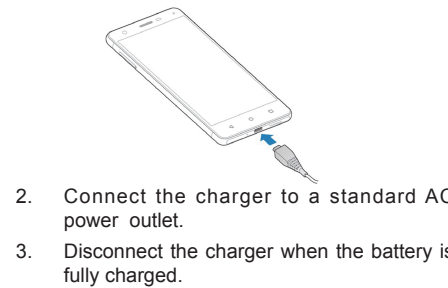 2. Connect the charger to a standard AC
power outlet.
3. Disconnect the charger when the battery is
fully charged.